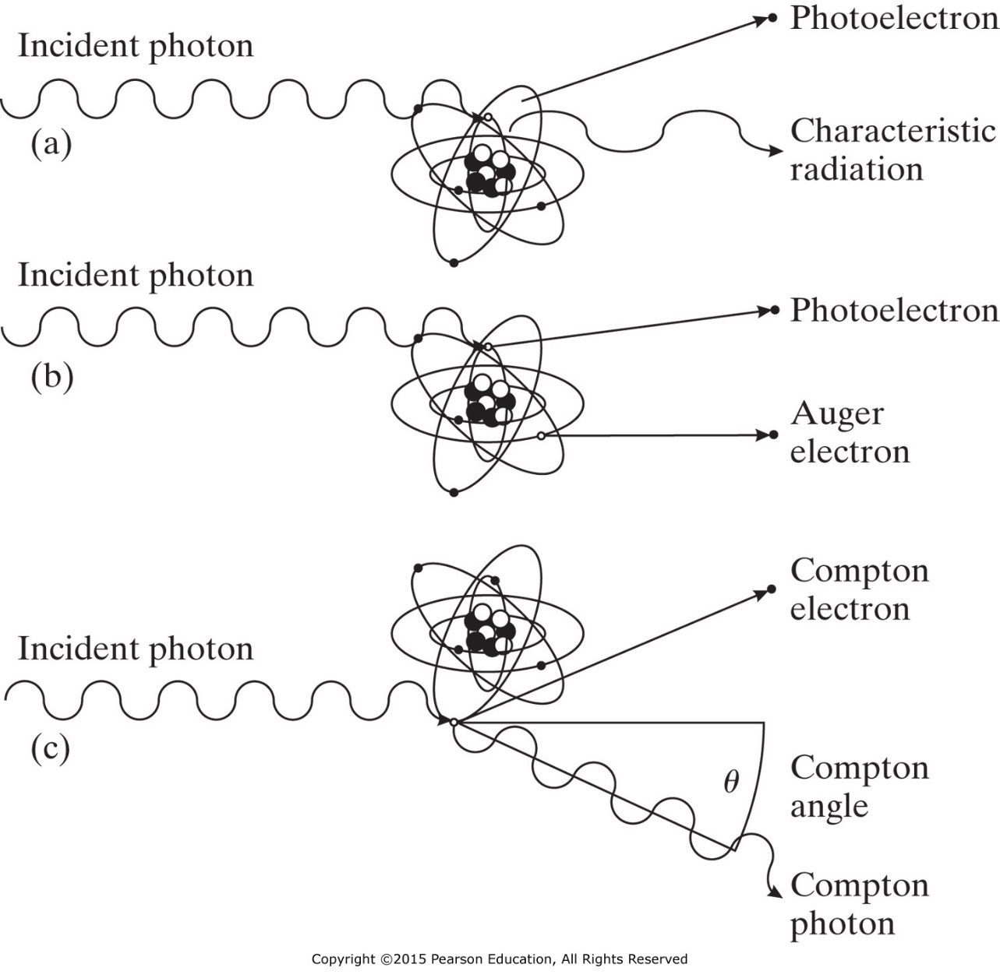 Incident photon
(a)
Photoelectron
Characteristic
radiation
Incident photon
(b)
Photoelectron
Auger
electron
Incident photon
(c)
Compton
electron
θ
Compton
angle
Compton
photon
Copyright ©2015 Pearson Education, All Rights Reserved